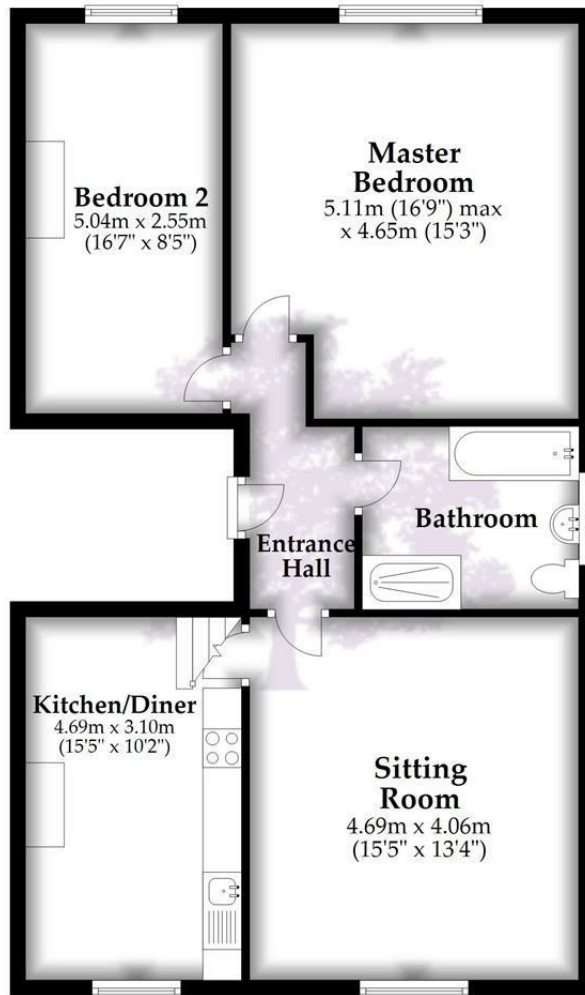 Bedroom 2
5.04m x 2.55m
(16'7" x 8'5")
Master
Bedroom
5.11m (16'9") max
x 4.65m (15'3")
Bathroom
Entrance
Hall
Kitchen/Diner
4.69m x 3.10m
(15'5" x 10'2")
Sitting
Room
4.69m x 4.06m
(15'5" x 13'4")